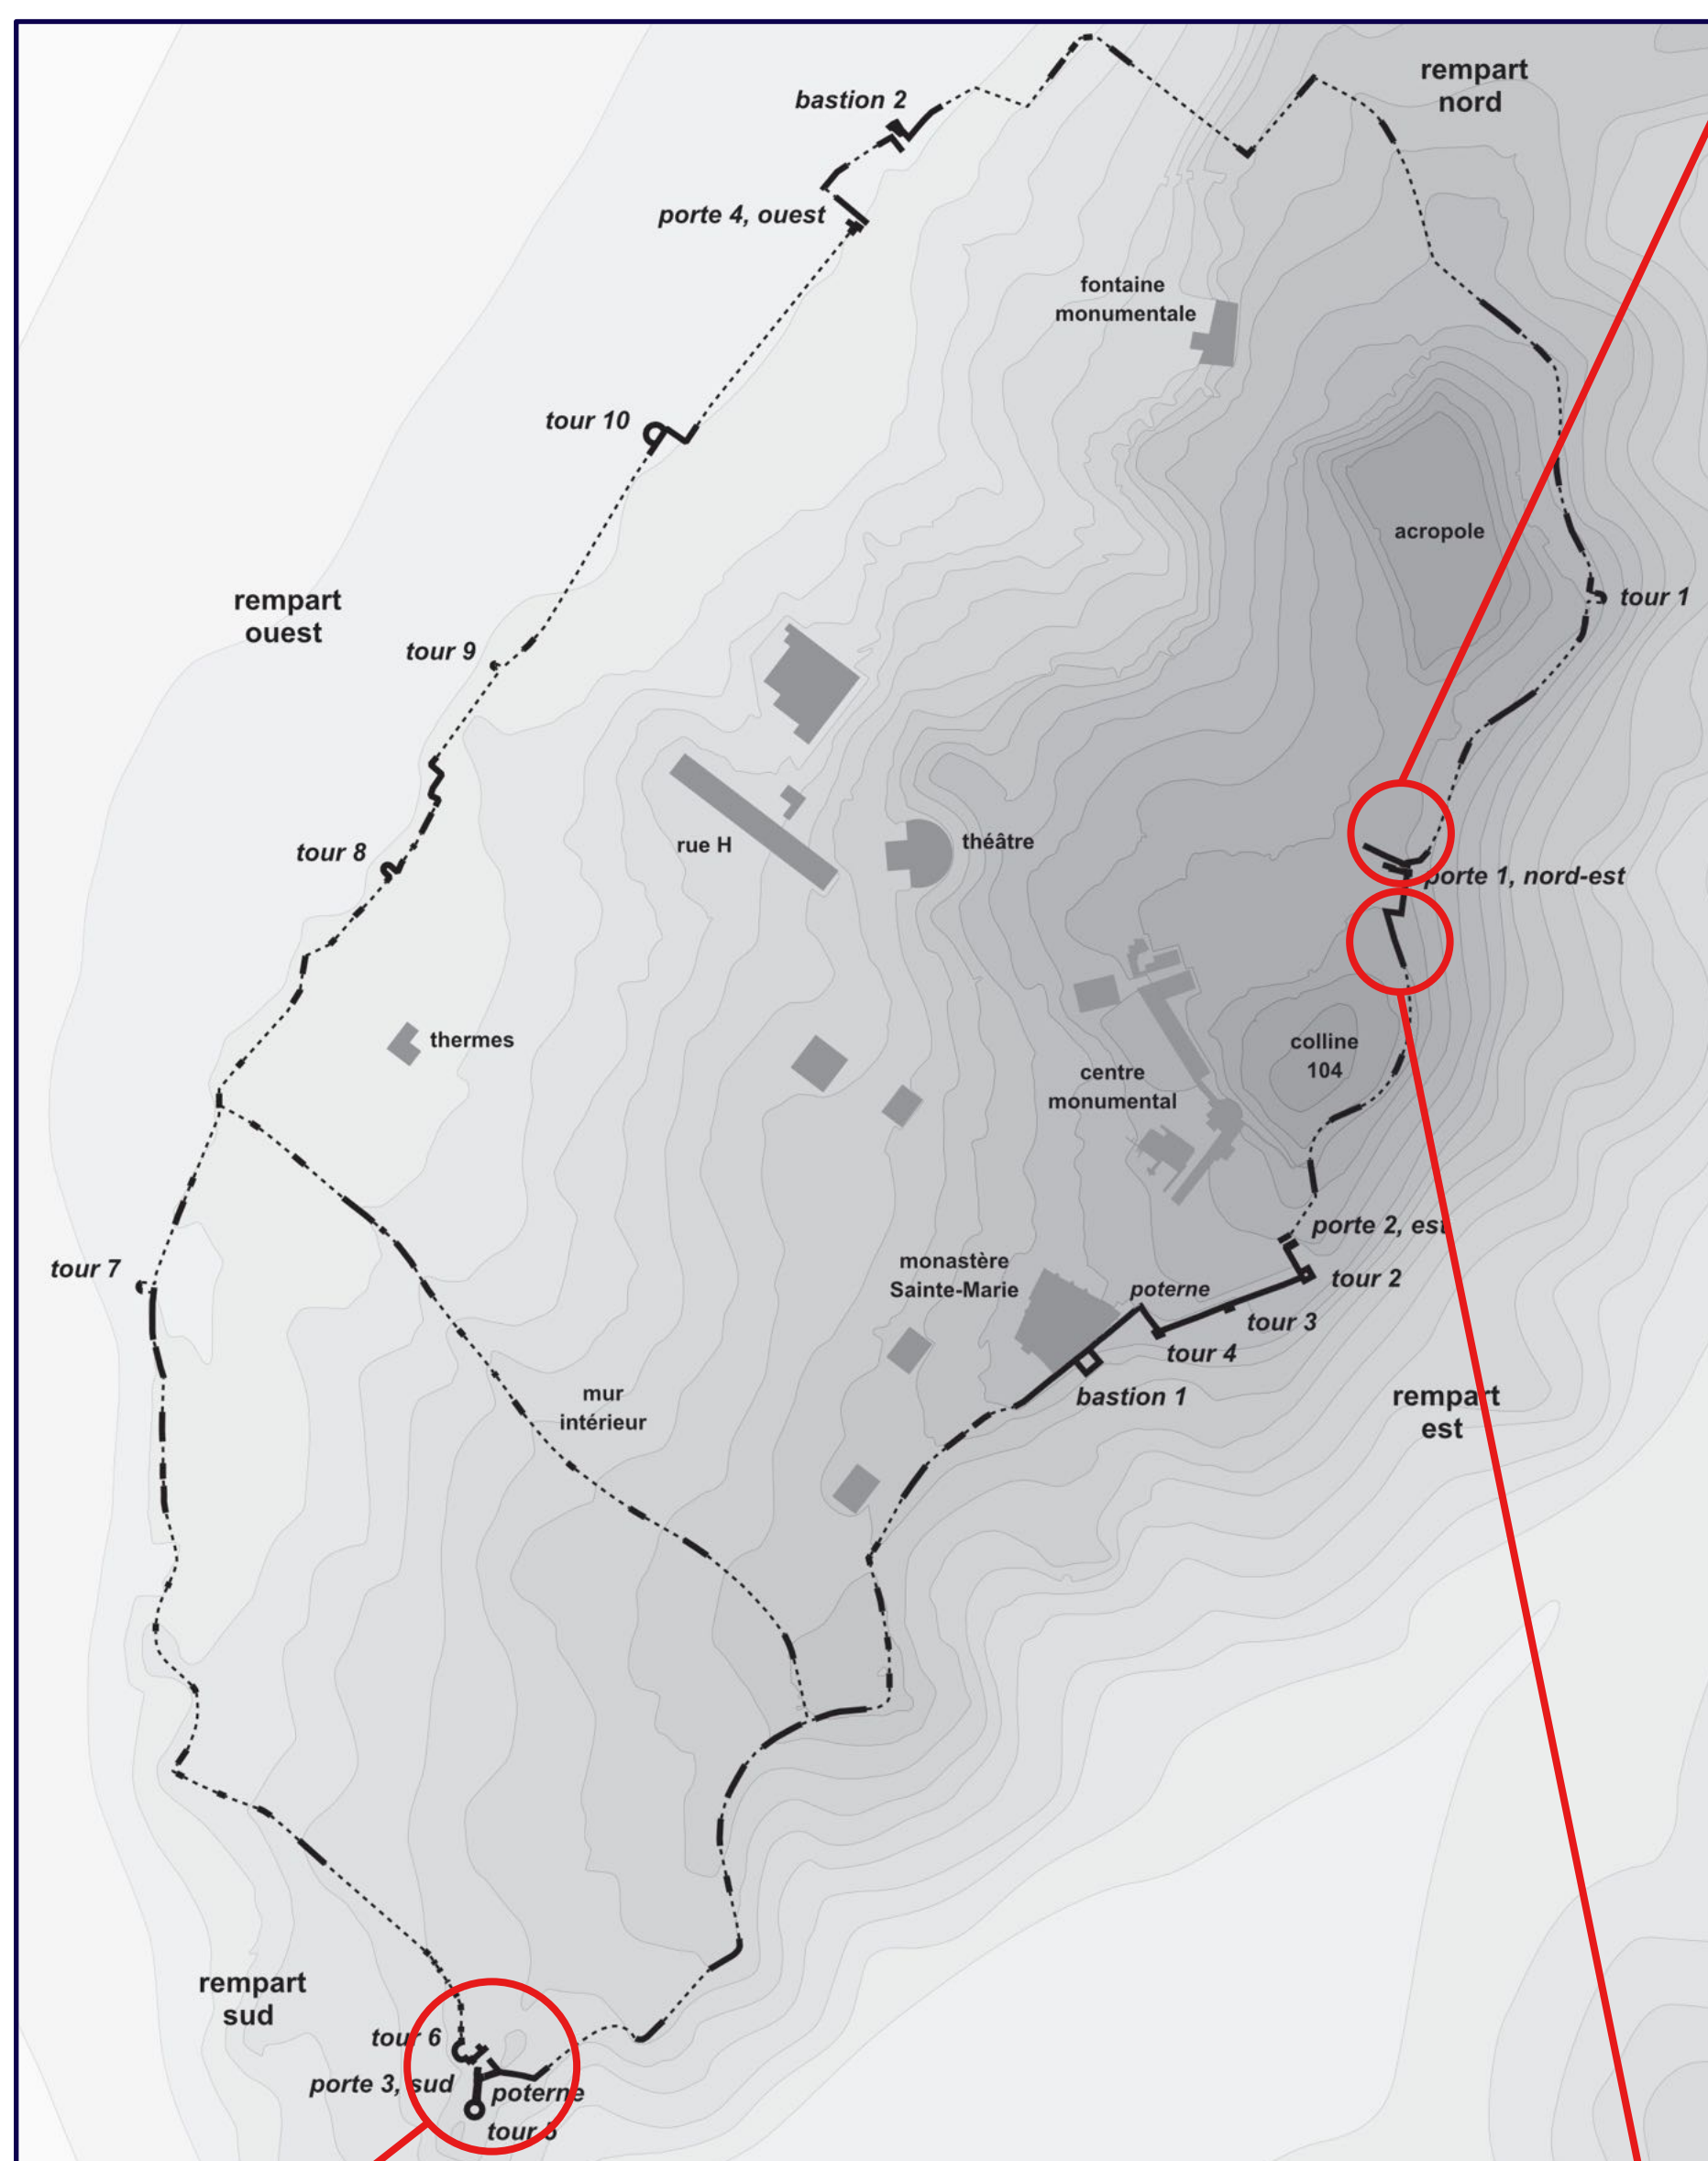 rempart
nord
bastion 2
porte 4, ouest
fontaine
monumentale
tour 10
acropole
tour 1
rempart
ouest
tour 9
rue H
théâtre
tour 8
porte 1, nord-est
thermes
colline
104
centre
monumental
porte 2, est
monastère
Sainte-Marie
poterne
tour 7
tour 2
tour 3
tour 4
bastion 1
mur
intérieur
rempart
est
rempart
sud
tour 6
porte 3, sud
poterne
tour 5